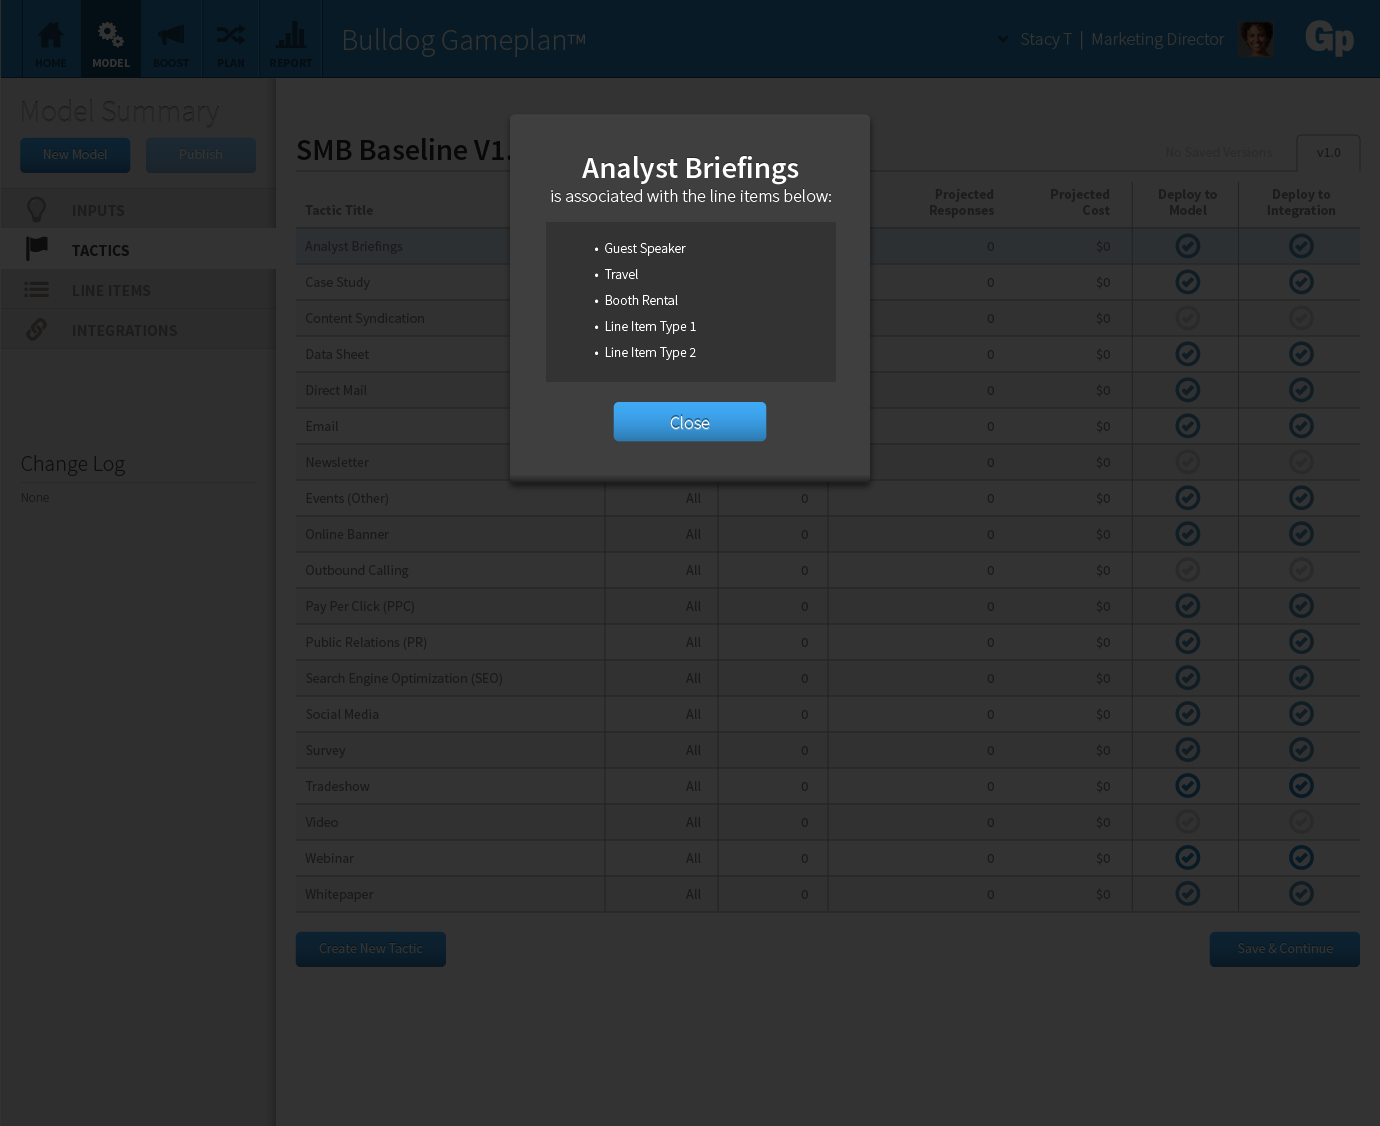 HOME
MODEL
BOOST
PLAN
REPORT
Bulldog Gameplan™
Stacy T | Marketing Director
Gp
Model Summary
New Model
Publish
INPUTS
TACTICS
LINE ITEMS
INTEGRATIONS
Change Log
None
SMB Baseline V1.
No Saved Versions
v1.0
Analyst Briefings
is associated with the line items below:
• Guest Speaker
• Travel
• Booth Rental
• Line Item Type 1
• Line Item Type 2
Close
Tactic Title Projected Responses Projected Cost Deploy to Model Deploy to Integration
Analyst Briefings 0 $0
Case Study 0 $0
Content Syndication 0 $0
Data Sheet 0 $0
Direct Mail 0 $0
Email 0 $0
Newsletter 0 $0
Events (Other) All 0 0 $0
Online Banner All 0 0 $0
Outbound Calling All 0 0 $0
Pay Per Click (PPC) All 0 0 $0
Public Relations (PR) All 0 0 $0
Search Engine Optimization (SEO) All 0 0 $0
Social Media All 0 0 $0
Survey All 0 0 $0
Tradeshow All 0 0 $0
Video All 0 0 $0
Webinar All 0 0 $0
Whitepaper All 0 0 $0
Create New Tactic
Save & Continue